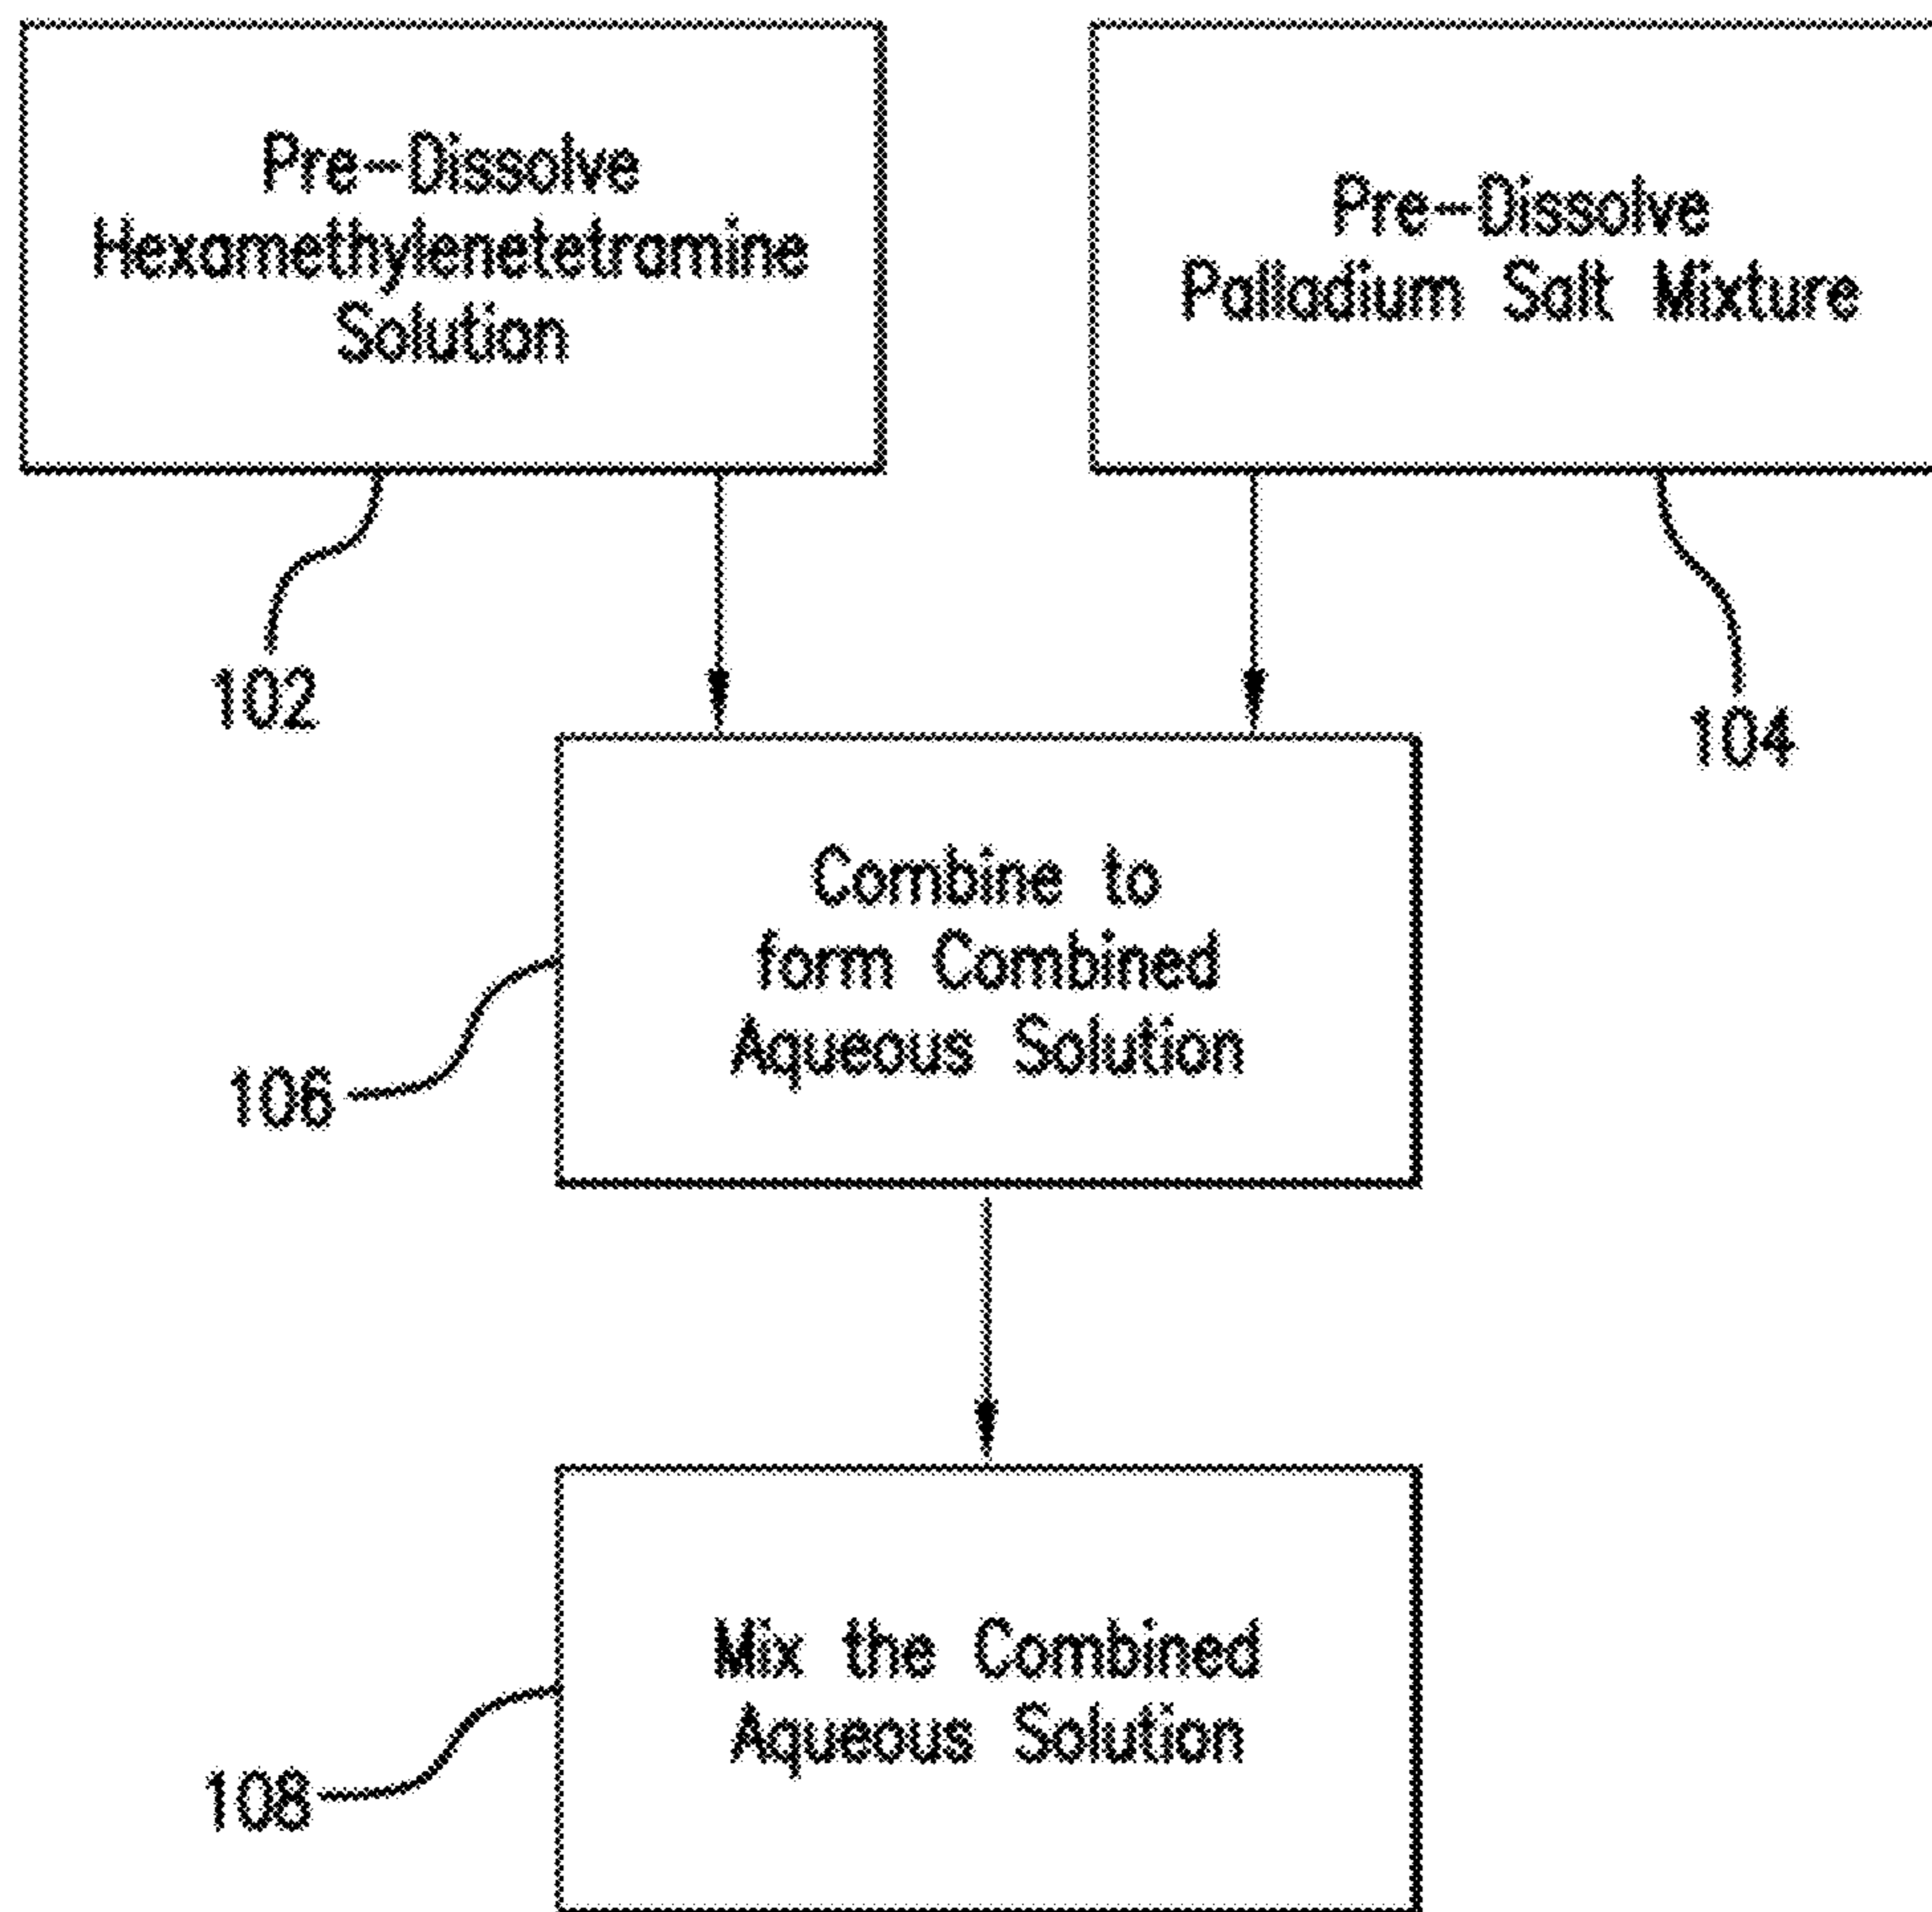 Pre-Dissolve
Hexamethylenetetramine
Solution
Pre-Dissolve
Palladium Salt Mixture
102
104
Combine to
form Combined
Aqueous Solution
106
Mix the Combined
Aqueous Solution
108